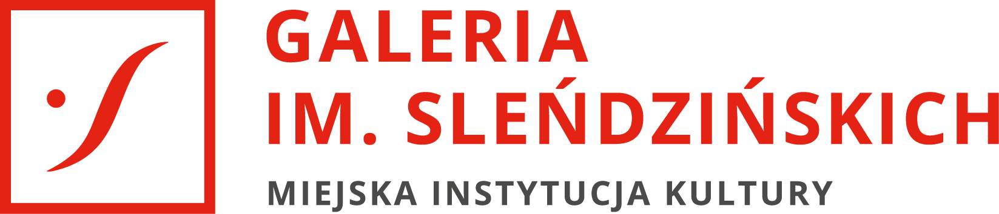 GALERIA
IM. SLEŃDZIŃSKICH
MIEJSKA INSTYTUCJA KULTURY